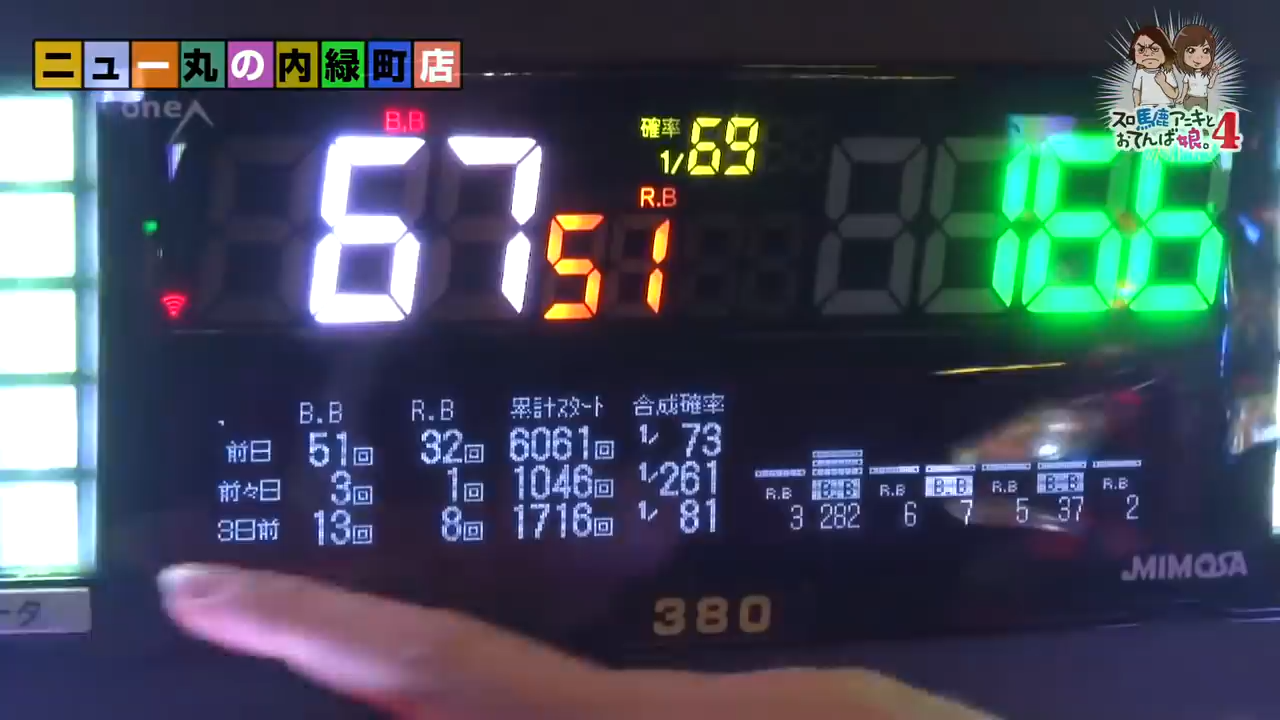 ニュー丸の内緑町店
スロ馬鹿アニキと
おてんば娘。4
oneA
B.B
67
確率
1/69
R.B
51
166
B.B R.B 累計スタート 合成確率
前日 51回 32回 6061回 1/73
前々日 3回 1回 1046回 1/261
3日前 13回 8回 1716回 1/81
R.B B.B R.B B.B R.B B.B R.B
3 282 6 7 5 37 2
MIMOSA
ータ
380